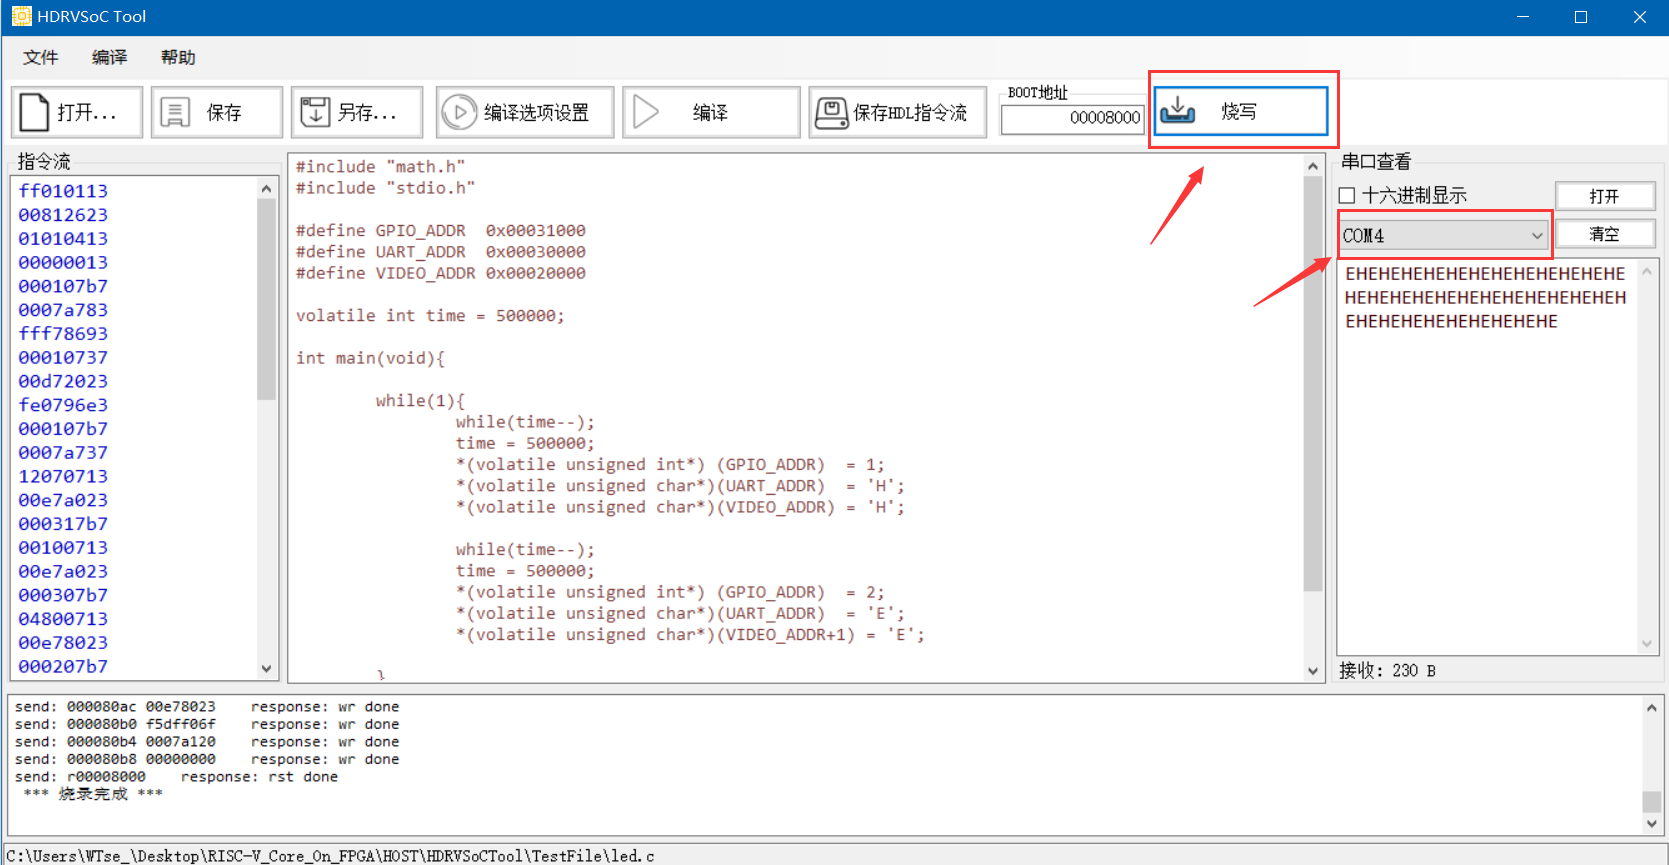 HDRVSoC Tool
文件 编译 帮助
打开... 保存 另存... 编译选项设置 编译 保存HDL指令流 BOOT地址 00008000 烧写
指令流
ff010113
00812623
01010413
00000013
000107b7
0007a783
fff78693
00010737
00d72023
fe0796e3
000107b7
0007a737
12070713
00e7a023
000317b7
00100713
00e7a023
000307b7
04800713
00e78023
000207b7
#include "math.h"
#include "stdio.h"
#define GPIO_ADDR  0x00031000
#define UART_ADDR  0x00030000
#define VIDEO_ADDR 0x00020000
volatile int time = 500000;
int main(void){
while(1){
while(time--);
time = 500000;
*(volatile unsigned int*) (GPIO_ADDR)  = 1;
*(volatile unsigned char*)(UART_ADDR)  = 'H';
*(volatile unsigned char*)(VIDEO_ADDR) = 'H';
while(time--);
time = 500000;
*(volatile unsigned int*) (GPIO_ADDR)  = 2;
*(volatile unsigned char*)(UART_ADDR)  = 'E';
*(volatile unsigned char*)(VIDEO_ADDR+1) = 'E';
}
串口查看
十六进制显示 打开
COM4 清空
EHEHEHEHEHEHEHEHEHEHEHEHE
HEHEHEHEHEHEHEHEHEHEHEHEH
EHEHEHEHEHEHEHEHEHE
接收: 230 B
send: 000080ac 00e78023    response: wr done
send: 000080b0 f5dff06f    response: wr done
send: 000080b4 0007a120    response: wr done
send: 000080b8 00000000    response: wr done
send: r00008000    response: rst done
*** 烧录完成 ***
C:\Users\WTse_\Desktop\RISC-V_Core_On_FPGA\HOST\HDRVSoCTool\TestFile\led.c